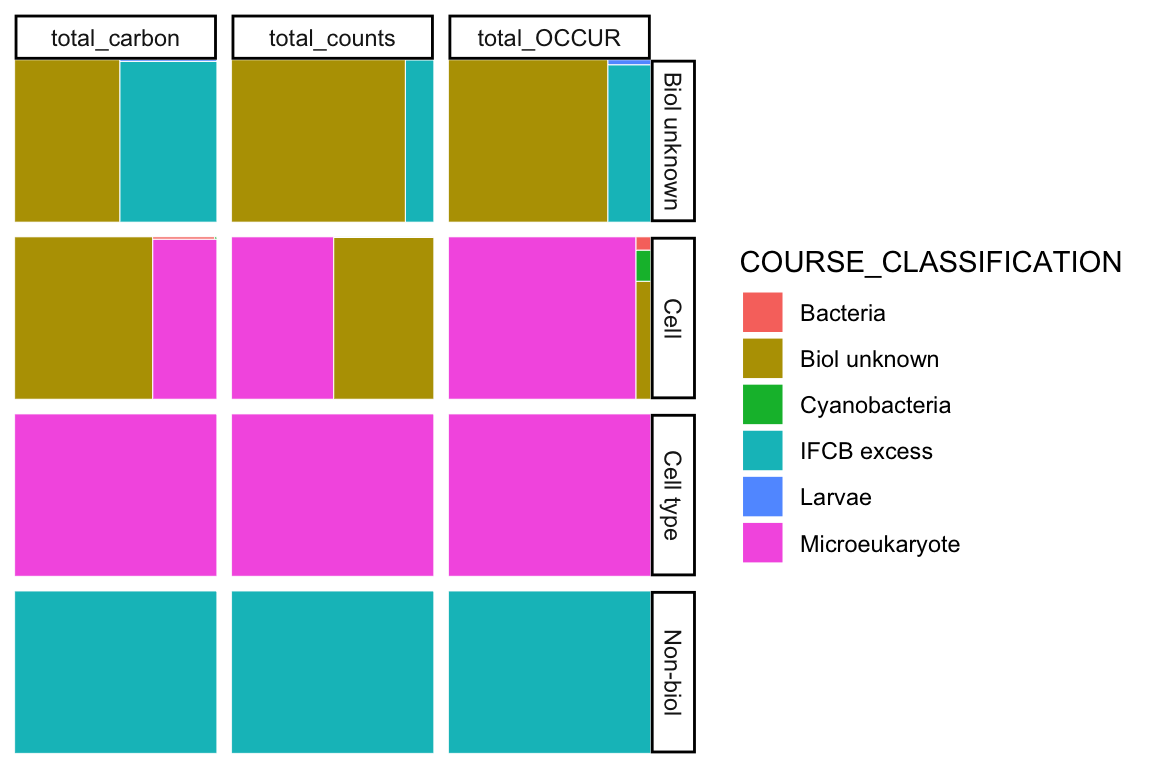 total_carbon
total_counts
total_OCCUR
Biol unknown
Cell
Cell type
Non-biol
COURSE_CLASSIFICATION
Bacteria
Biol unknown
Cyanobacteria
IFCB excess
Larvae
Microeukaryote